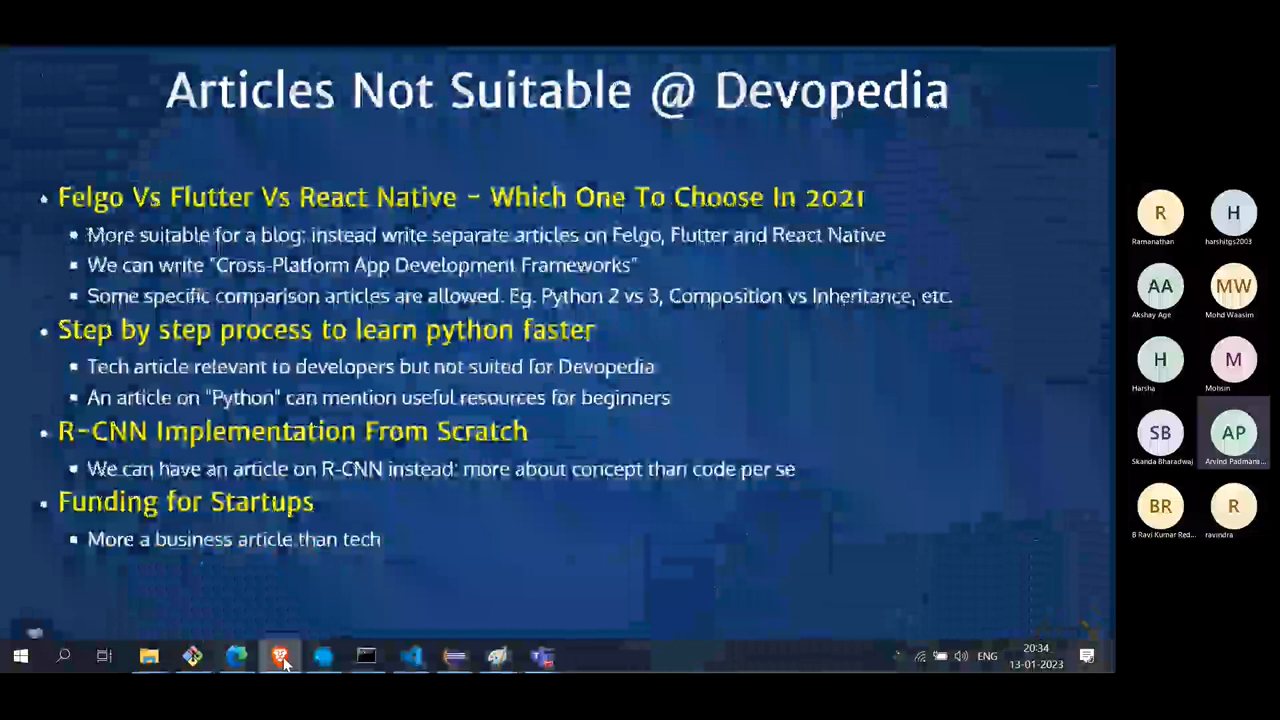 Articles Not Suitable @ Devopedia
Felgo Vs Flutter Vs React Native - Which One To Choose In 2021
More suitable for a blog; instead write separate articles on Felgo, Flutter and React Native
We can write "Cross-Platform App Development Frameworks"
Some specific comparison articles are allowed. Eg. Python 2 vs 3, Composition vs Inheritance, etc.
Step by step process to learn python faster
Tech article relevant to developers but not suited for Devopedia
An article on "Python" can mention useful resources for beginners
R-CNN Implementation From Scratch
We can have an article on R-CNN instead: more about concept than code per se
Funding for Startups
More a business article than tech
R
Ramanathan
H
harshitgs2003
AA
Akshay Age
MW
Mohd Waasim
H
Harsha
M
Mohsin
SB
Skanda Bharadwaj
AP
Arvind Padmana...
BR
B Ravi Kumar Red...
R
ravindra
ENG
20:34
13-01-2023